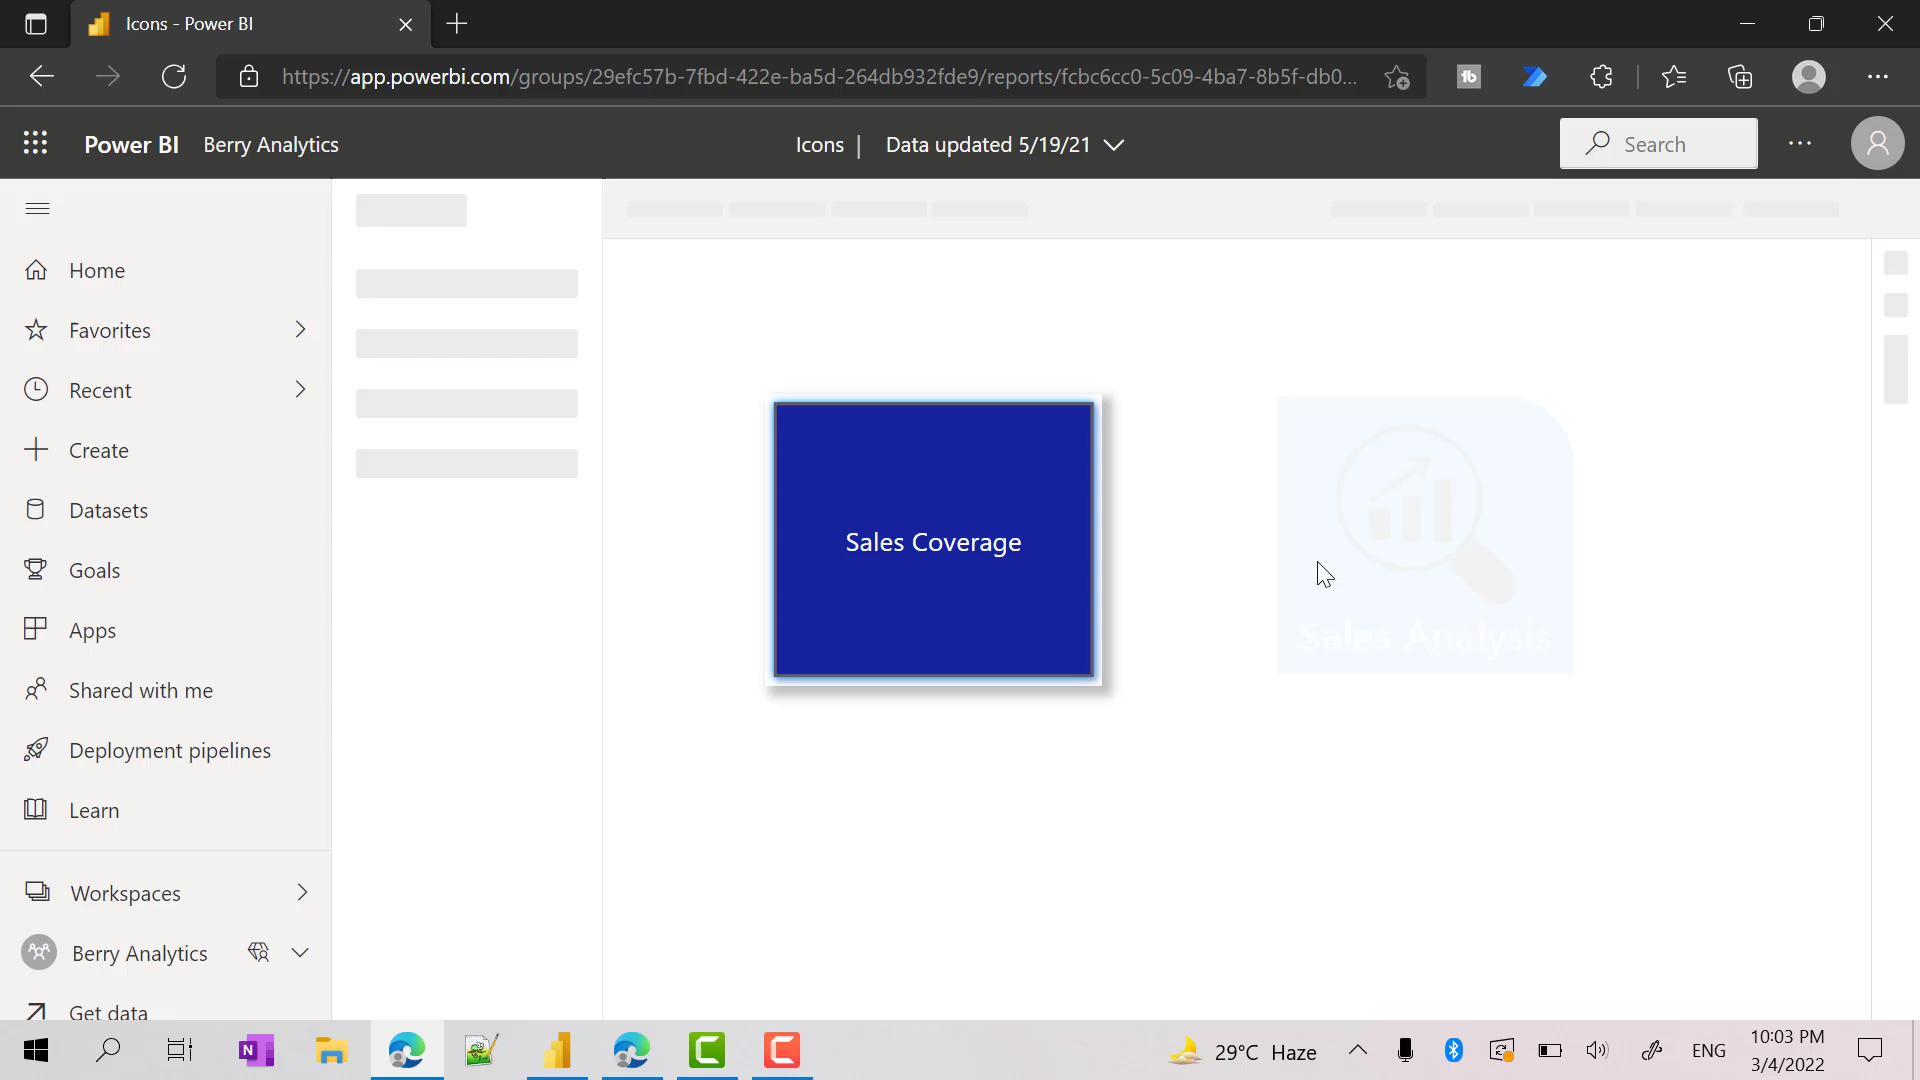 Icons - Power BI
https://app.powerbi.com/groups/29efc57b-7fbd-422e-ba5d-264db932fde9/reports/fcbc6cc0-5c09-4ba7-8b5f-db0...
Power BI Berry Analytics Icons | Data updated 5/19/21 Search
Home
Favorites
Recent
Create
Datasets
Goals
Apps
Shared with me
Deployment pipelines
Learn
Workspaces
Berry Analytics
Get data
Sales Coverage
Sales Analysis
29°C Haze
ENG
10:03 PM
3/4/2022